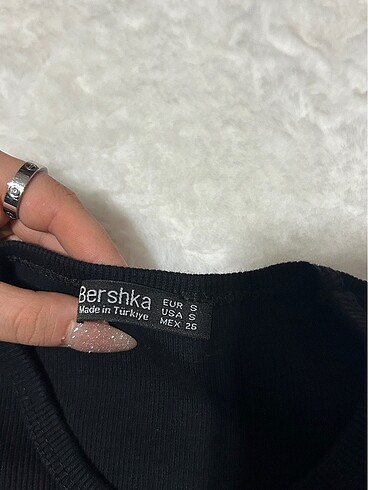 Bershka
Made in Türkiye
EUR S
USA S
MEX 26